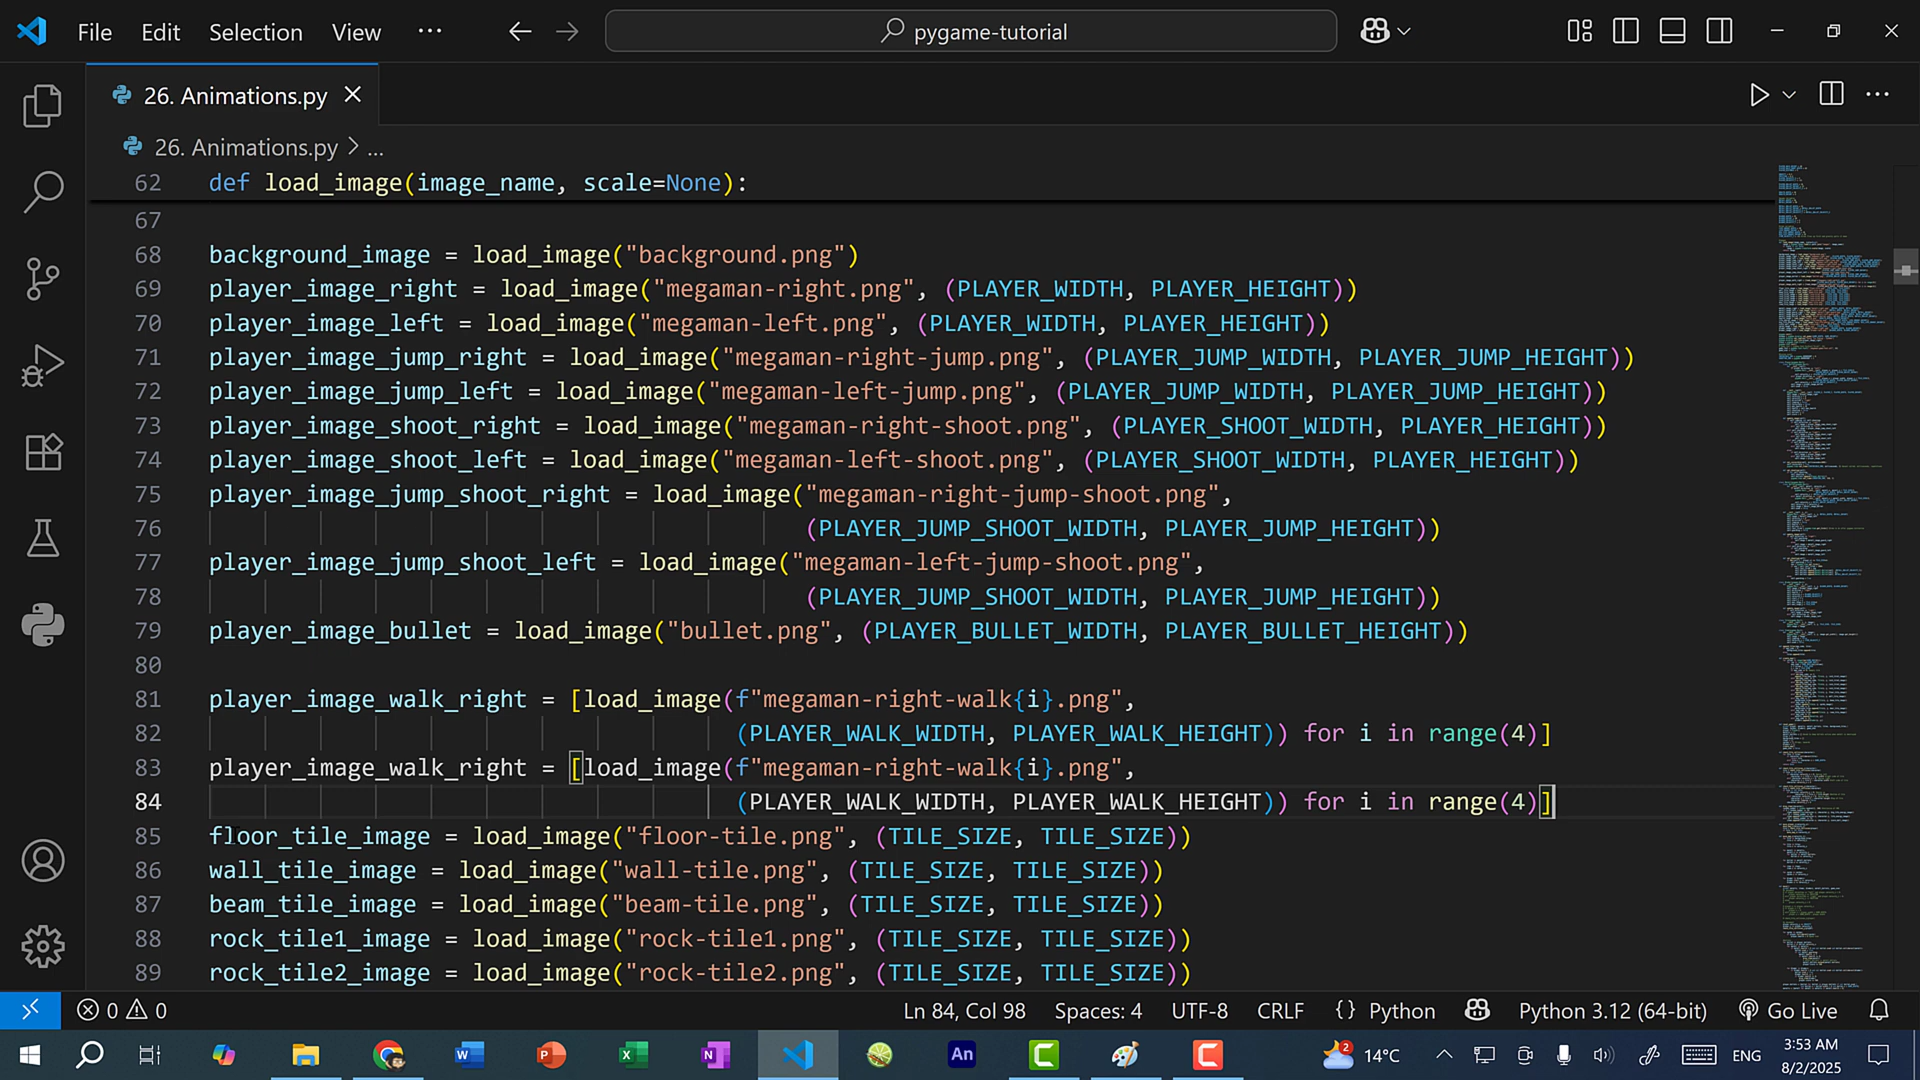 File Edit Selection View ··· pygame-tutorial
26. Animations.py
26. Animations.py > ...
62 def load_image(image_name, scale=None):
67
68 background_image = load_image("background.png")
69 player_image_right = load_image("megaman-right.png", (PLAYER_WIDTH, PLAYER_HEIGHT))
70 player_image_left = load_image("megaman-left.png", (PLAYER_WIDTH, PLAYER_HEIGHT))
71 player_image_jump_right = load_image("megaman-right-jump.png", (PLAYER_JUMP_WIDTH, PLAYER_JUMP_HEIGHT))
72 player_image_jump_left = load_image("megaman-left-jump.png", (PLAYER_JUMP_WIDTH, PLAYER_JUMP_HEIGHT))
73 player_image_shoot_right = load_image("megaman-right-shoot.png", (PLAYER_SHOOT_WIDTH, PLAYER_HEIGHT))
74 player_image_shoot_left = load_image("megaman-left-shoot.png", (PLAYER_SHOOT_WIDTH, PLAYER_HEIGHT))
75 player_image_jump_shoot_right = load_image("megaman-right-jump-shoot.png",
76 (PLAYER_JUMP_SHOOT_WIDTH, PLAYER_JUMP_HEIGHT))
77 player_image_jump_shoot_left = load_image("megaman-left-jump-shoot.png",
78 (PLAYER_JUMP_SHOOT_WIDTH, PLAYER_JUMP_HEIGHT))
79 player_image_bullet = load_image("bullet.png", (PLAYER_BULLET_WIDTH, PLAYER_BULLET_HEIGHT))
80
81 player_image_walk_right = [load_image(f"megaman-right-walk{i}.png",
82 (PLAYER_WALK_WIDTH, PLAYER_WALK_HEIGHT)) for i in range(4)]
83 player_image_walk_right = [load_image(f"megaman-right-walk{i}.png",
84 (PLAYER_WALK_WIDTH, PLAYER_WALK_HEIGHT)) for i in range(4)]
85 floor_tile_image = load_image("floor-tile.png", (TILE_SIZE, TILE_SIZE))
86 wall_tile_image = load_image("wall-tile.png", (TILE_SIZE, TILE_SIZE))
87 beam_tile_image = load_image("beam-tile.png", (TILE_SIZE, TILE_SIZE))
88 rock_tile1_image = load_image("rock-tile1.png", (TILE_SIZE, TILE_SIZE))
89 rock_tile2_image = load_image("rock-tile2.png", (TILE_SIZE, TILE_SIZE))
0 0 Ln 84, Col 98 Spaces: 4 UTF-8 CRLF {} Python Python 3.12 (64-bit) Go Live
W P X N An 2 14°C ENG 3:53 AM
8/2/2025